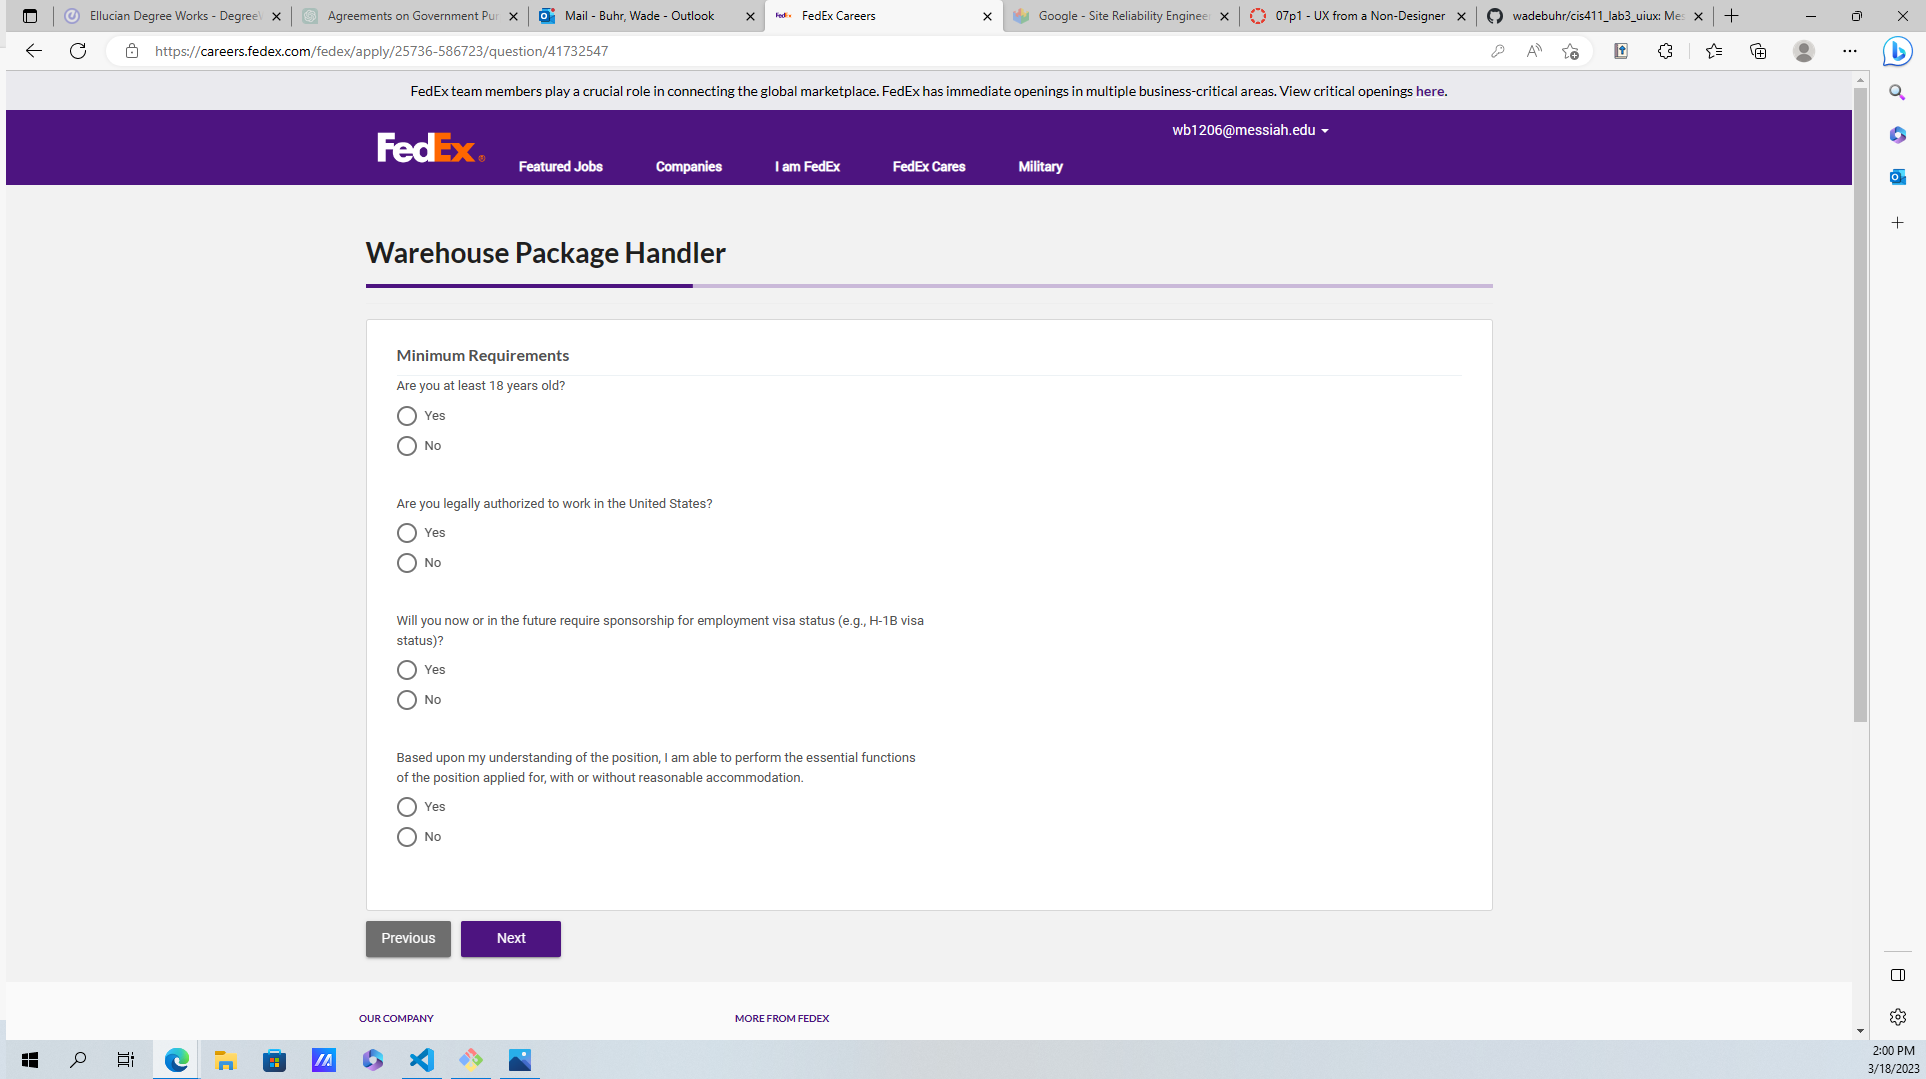 Ellucian Degree Works - Degree
Agreements on Government Pur
Mail - Buhr, Wade - Outlook
FedEx Careers
Google - Site Reliability Engineer
07p1 - UX from a Non-Designer
wadebuhr/cis411_lab3_uiux: Mes
https://careers.fedex.com/fedex/apply/25736-586723/question/41732547
FedEx team members play a crucial role in connecting the global marketplace. FedEx has immediate openings in multiple business-critical areas. View critical openings here.
wb1206@messiah.edu
FedEx®
Featured Jobs
Companies
I am FedEx
FedEx Cares
Military
Warehouse Package Handler
Minimum Requirements
Are you at least 18 years old?
Yes
No
Are you legally authorized to work in the United States?
Yes
No
Will you now or in the future require sponsorship for employment visa status (e.g., H-1B visa
status)?
Yes
No
Based upon my understanding of the position, I am able to perform the essential functions
of the position applied for, with or without reasonable accommodation.
Yes
No
Previous
Next
OUR COMPANY
MORE FROM FEDEX
2:00 PM
3/18/2023